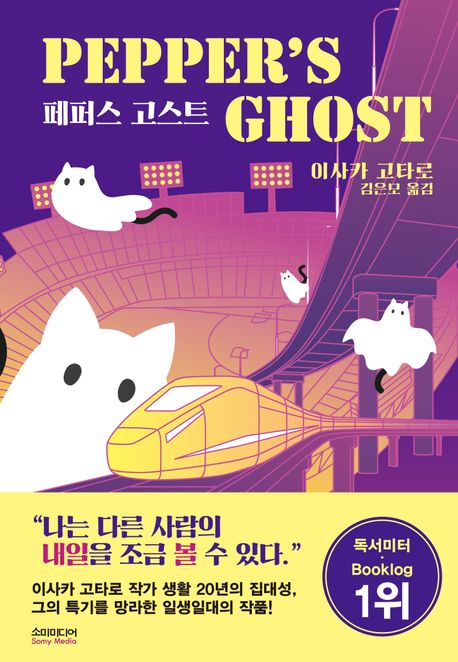 PEPPER'S
페퍼스 고스트 GHOST
이사카 고타로
김은모 옮김
“나는 다른 사람의
내일을 조금 볼 수 있다.”
이사카 고타로 작가 생활 20년의 집대성,
그의 특기를 망라한 일생일대의 작품!
독서미터
·
Booklog
1위
소미미디어
Somy Media